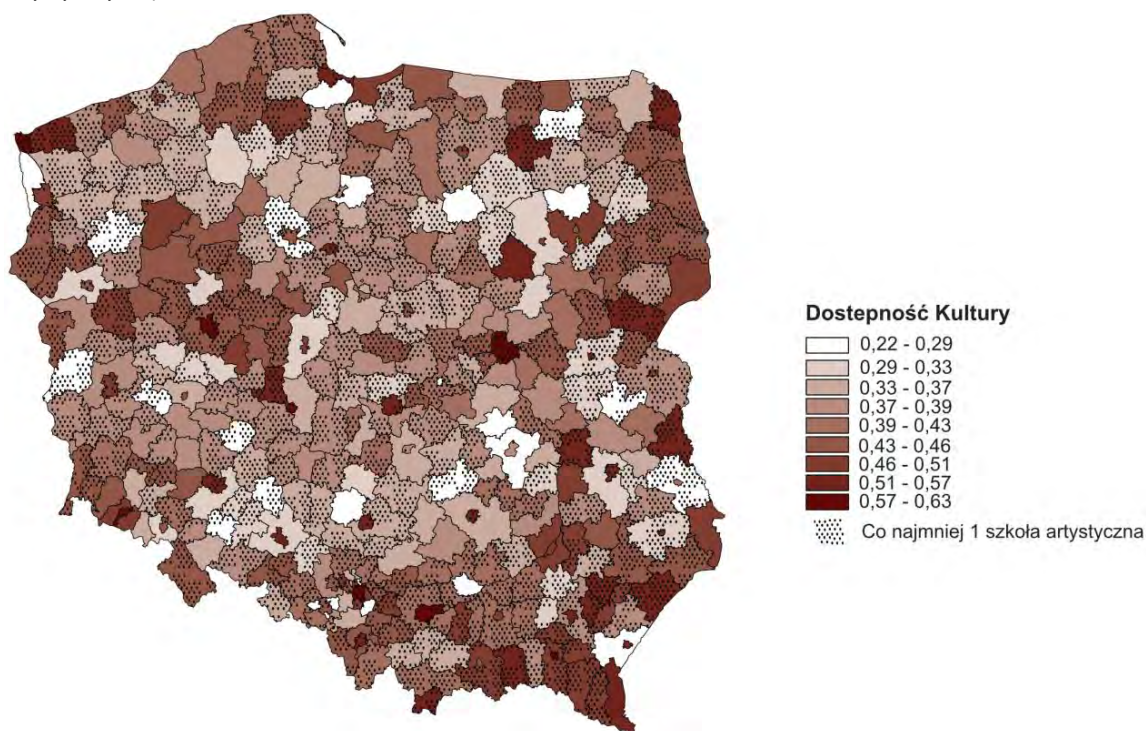 Dostepność Kultury
0,22 - 0,29
0,29 - 0,33
0,33 - 0,37
0,37 - 0,39
0,39 - 0,43
0,43 - 0,46
0,46 - 0,51
0,51 - 0,57
0,57 - 0,63
Co najmniej 1 szkoła artystyczna